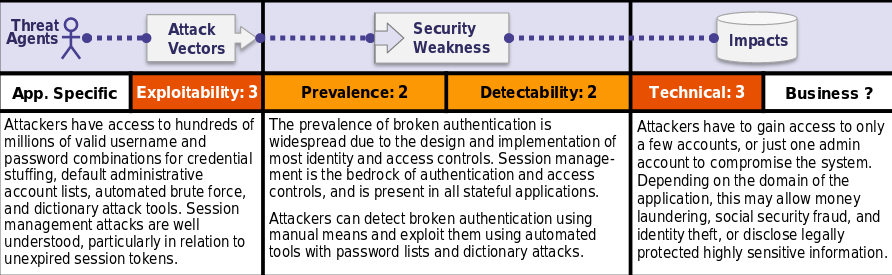 Threat
Agents
Attack
Vectors
Security
Weakness
Impacts
App. Specific
Exploitability: 3
Prevalence: 2
Detectability: 2
Technical: 3
Business ?
Attackers have access to hundreds of
millions of valid username and
password combinations for credential
stuffing, default administrative
account lists, automated brute force,
and dictionary attack tools. Session
management attacks are well
understood, particularly in relation to
unexpired session tokens.
The prevalence of broken authentication is
widespread due to the design and implementation of
most identity and access controls. Session manage-
ment is the bedrock of authentication and access
controls, and is present in all stateful applications.
Attackers can detect broken authentication using
manual means and exploit them using automated
tools with password lists and dictionary attacks.
Attackers have to gain access to only
a few accounts, or just one admin
account to compromise the system.
Depending on the domain of the
application, this may allow money
laundering, social security fraud, and
identity theft, or disclose legally
protected highly sensitive information.